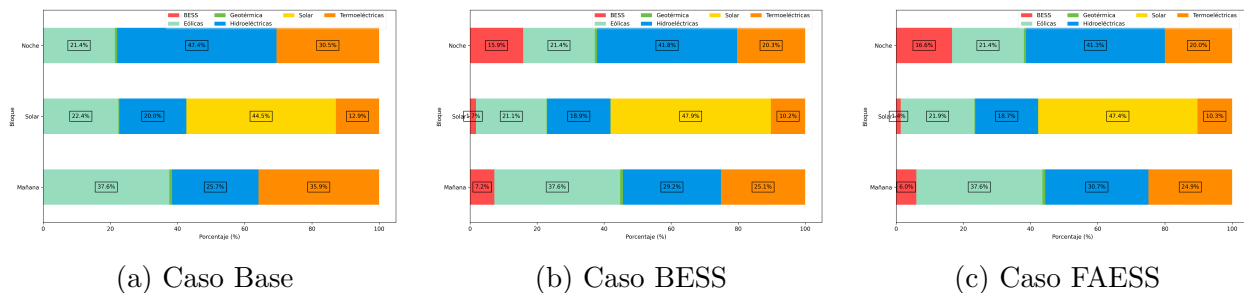 BESS Geotérmica Solar Termoeléctricas
Eólicas Hidroeléctricas
Noche 21.4% 47.4% 30.5%
Bloque
Solar 22.4% 20.0% 44.5% 12.9%
Mañana 37.6% 25.7% 35.9%
0 20 40 60 80 100
Porcentaje (%)
(a) Caso Base
BESS Geotérmica Solar Termoeléctricas
Eólicas Hidroeléctricas
Noche 15.9% 21.4% 41.8% 20.3%
Bloque
Solar 1.7% 21.1% 18.9% 47.9% 10.2%
Mañana 7.2% 37.6% 29.2% 25.1%
0 20 40 60 80 100
Porcentaje (%)
(b) Caso BESS
BESS Geotérmica Solar Termoeléctricas
Eólicas Hidroeléctricas
Noche 16.6% 21.4% 41.3% 20.0%
Bloque
Solar 1.4% 21.9% 18.7% 47.4% 10.3%
Mañana 6.0% 37.6% 30.7% 24.9%
0 20 40 60 80 100
Porcentaje (%)
(c) Caso FAESS